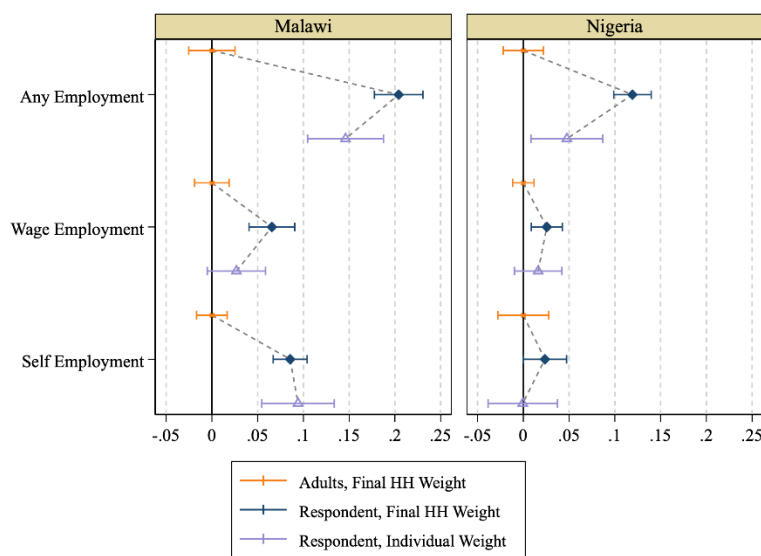 Malawi
Nigeria
Any Employment
Wage Employment
Self Employment
-.05 0 .05 .1 .15 .2 .25
-.05 0 .05 .1 .15 .2 .25
Adults, Final HH Weight
Respondent, Final HH Weight
Respondent, Individual Weight